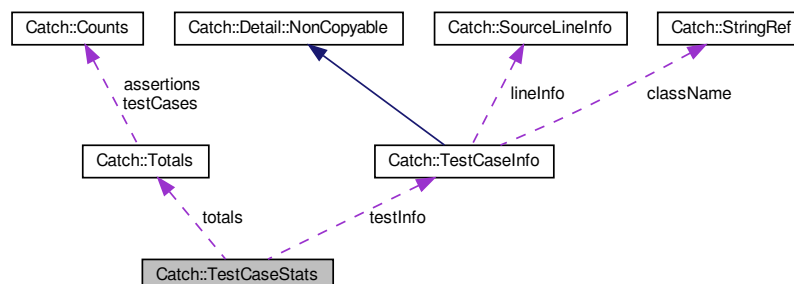 Catch::Counts
Catch::Detail::NonCopyable
Catch::SourceLineInfo
Catch::StringRef
assertions
testCases
lineInfo
className
Catch::Totals
Catch::TestCaseInfo
totals
testInfo
Catch::TestCaseStats